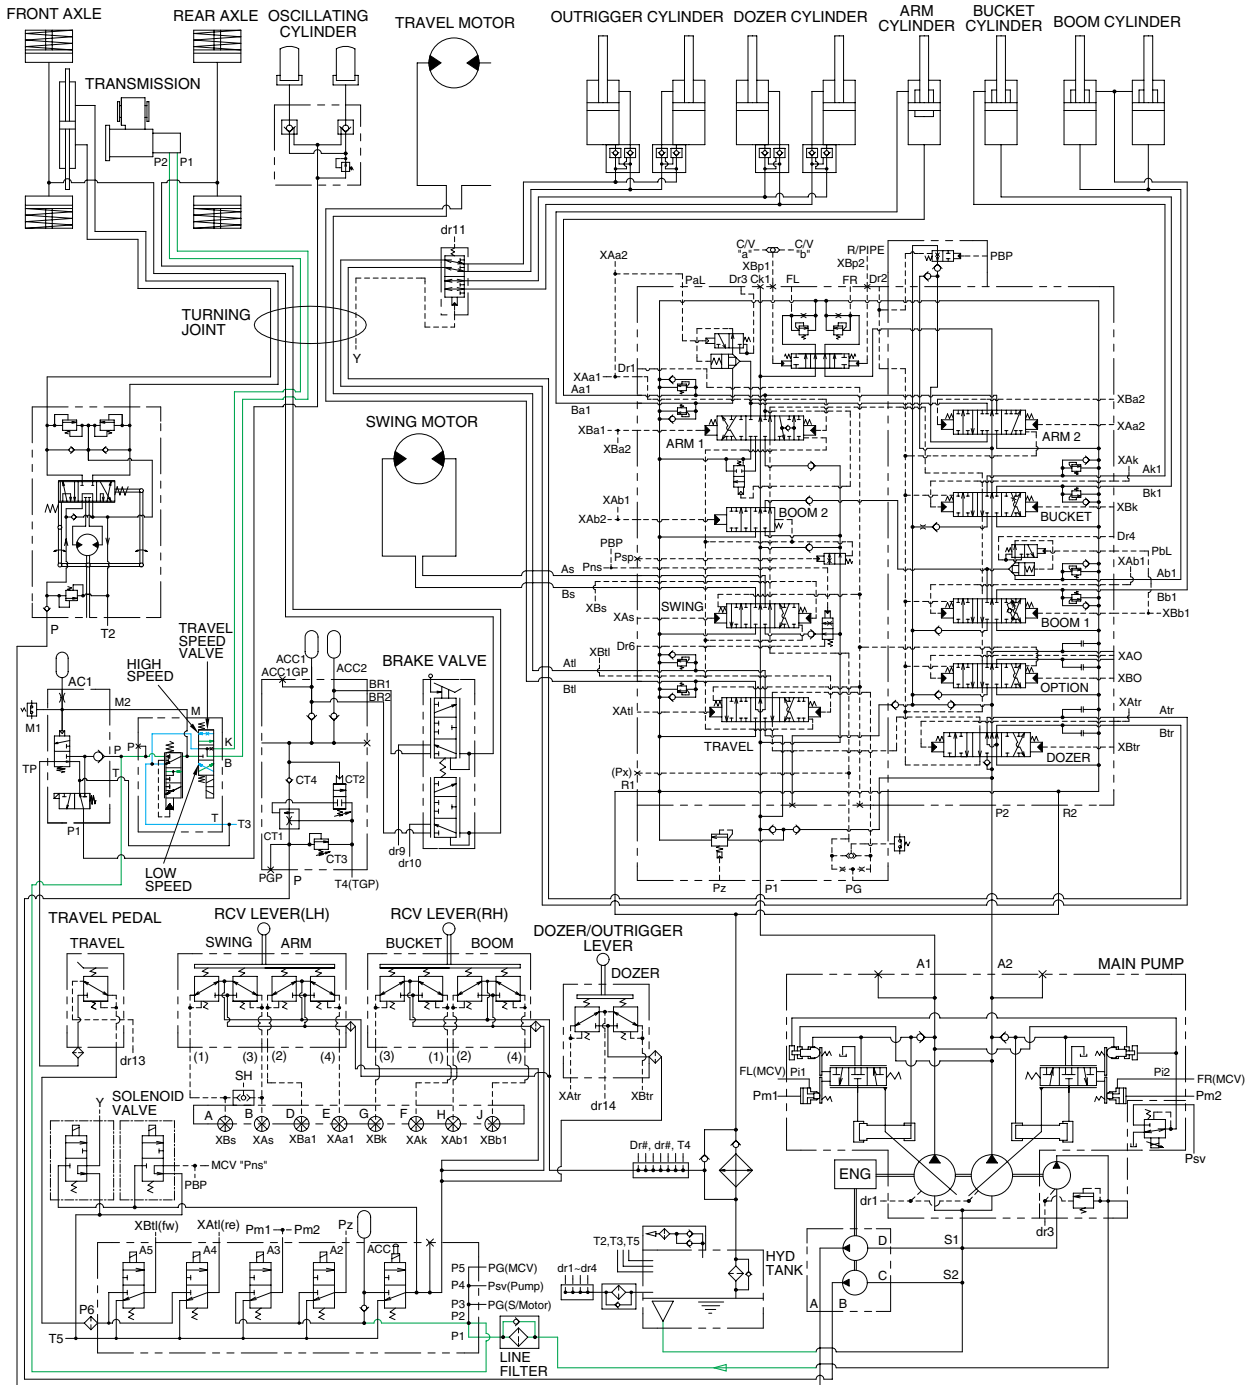 FRONT AXLE
REAR AXLE
OSCILLATING
CYLINDER
TRAVEL MOTOR
OUTRIGGER CYLINDER
DOZER CYLINDER
ARM
CYLINDER
BUCKET
CYLINDER
BOOM CYLINDER
TRANSMISSION
P2
P1
dr11
TURNING
JOINT
Y
XAa2
C/V
"a"
C/V
"b"
R/PIPE
XBp1
XBp2
PBP
PaL
Dr3
Ck1
FL
FR
Dr2
Dr1
XAa1
Aa1
Ba1
XBa1
XBa2
ARM 1
XBa2
XAa2
ARM 2
XAk
Ak1
Bk1
XBk
BUCKET
SWING MOTOR
XAb1
XAb2
BOOM 2
PBP
Psp
Pns
Dr4
PbL
XAb1
Ab1
Bb1
XBb1
BOOM 1
As
Bs
XBs
SWING
XAs
Dr6
XBtl
Atl
Btl
XAtl
TRAVEL
XAO
XBO
OPTION
XAtr
Atr
Btr
XBtr
DOZER
(Px)
R1
P2
R2
Pz
P1
PG
P
T2
TRAVEL
SPEED
VALVE
HIGH
SPEED
AC1
M2
M
M1
K
P
P
B
TP
T
T
T3
P1
LOW
SPEED
ACC1
ACC1GP
ACC2
BR1
BR2
BRAKE VALVE
CT4
CT2
CT1
CT3
dr9
dr10
PGP
P
T4(TGP)
TRAVEL PEDAL
TRAVEL
RCV LEVER(LH)
SWING
ARM
RCV LEVER(RH)
BUCKET
BOOM
DOZER/OUTRIGGER
LEVER
DOZER
A1
A2
MAIN PUMP
dr13
(1)
(3)
(2)
(4)
(3)
(1)
(2)
(4)
SH
A
B
D
E
G
F
H
J
XBs
XAs
XBa1
XAa1
XBk
XAk
XAb1
XBb1
XAtr
XBtr
dr14
FL(MCV)
Pi1
Pm1
Pi2
FR(MCV)
Pm2
Psv
Y
SOLENOID
VALVE
MCV "Pns"
PBP
Dr#, dr#, T4
ENG
dr1
dr3
XBtl(fw)
XAtl(re)
Pm1
Pm2
Pz
ACC
A5
A4
A3
A2
P5
PG(MCV)
P4
Psv(Pump)
P3
PG(S/Motor)
P2
P1
P6
T5
LINE
FILTER
T2,T3,T5
dr1~dr4
HYD
TANK
D
S1
C
S2
A
B